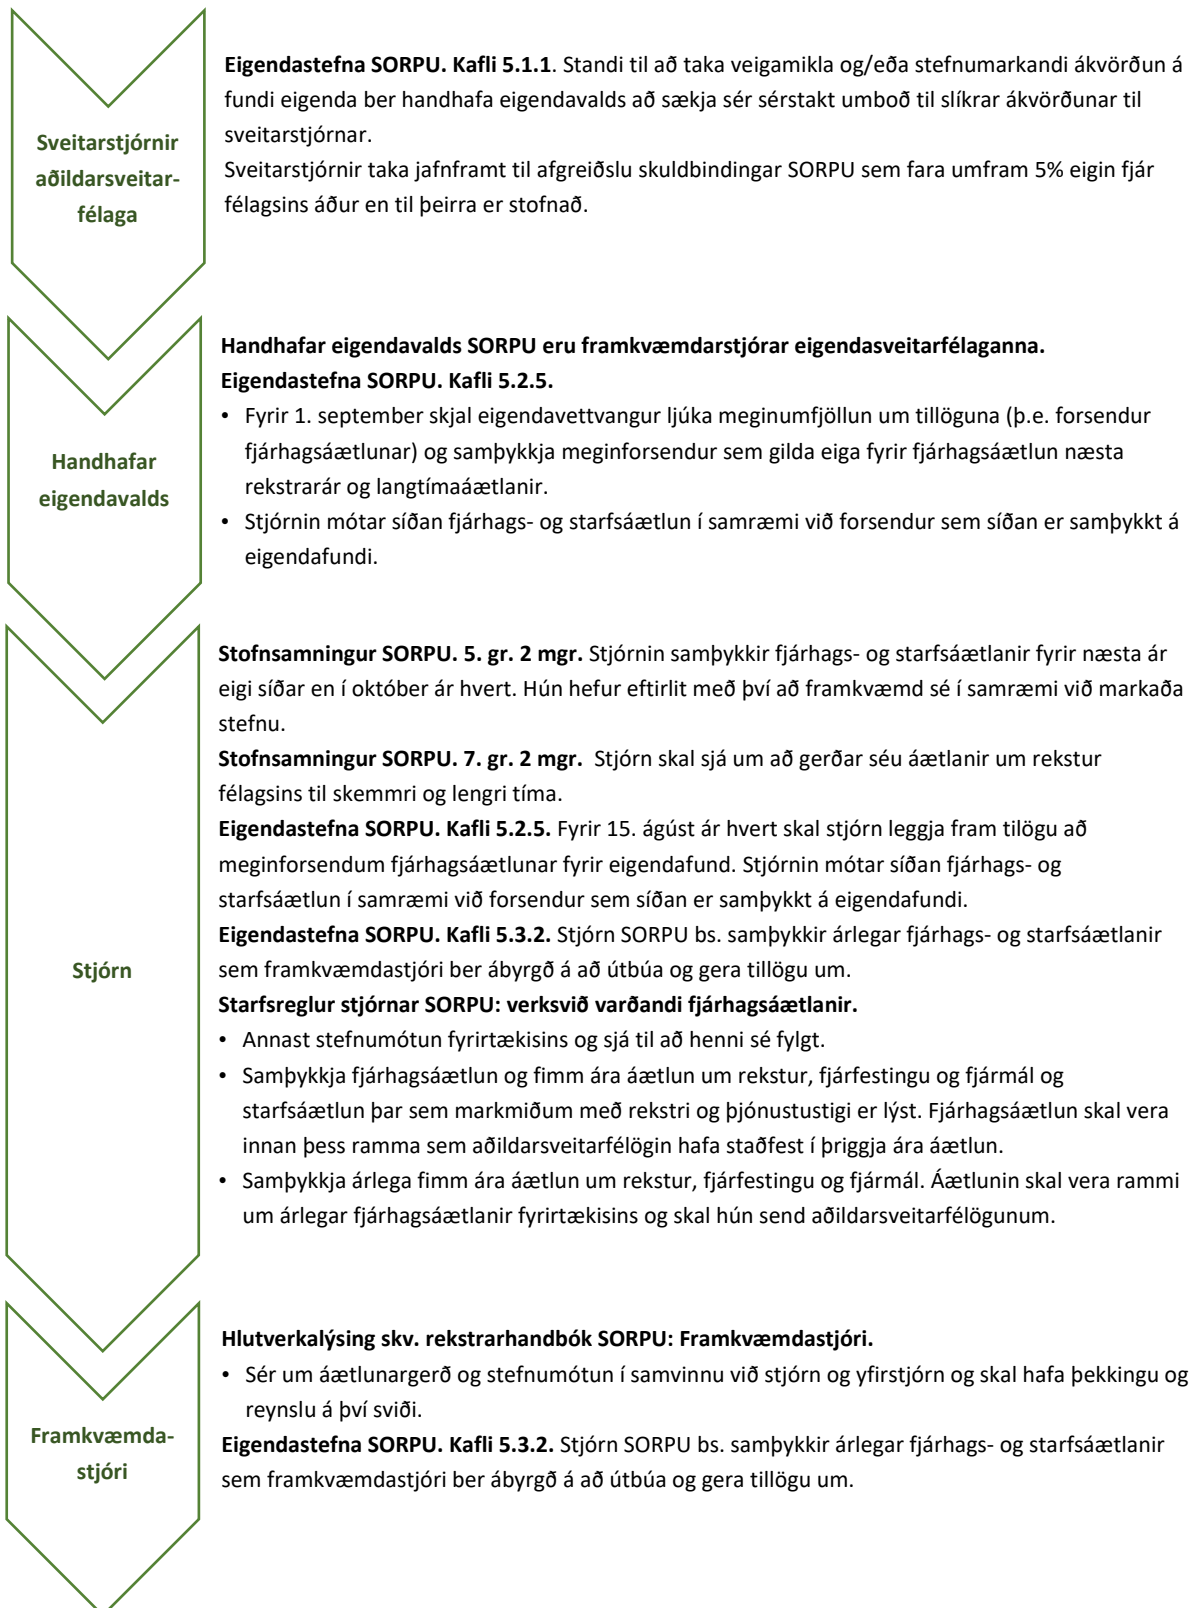 Sveitarstjórnir
aðildarsveitar-
félaga
Eigendastefna SORPU. Kafli 5.1.1. Standi til að taka veigamikla og/eða stefnumarkandi ákvörðun á
fundi eigenda ber handhafa eigendavalds að sækja sér sérstakt umboð til slíkrar ákvörðunar til
sveitarstjórnar.
Sveitarstjórnir taka jafnframt til afgreiðslu skuldbindingar SORPU sem fara umfram 5% eigin fjár
félagsins áður en til þeirra er stofnað.
Handhafar
eigendavalds
Handhafar eigendavalds SORPU eru framkvæmdarstjórar eigendasveitarfélaganna.
Eigendastefna SORPU. Kafli 5.2.5.
• Fyrir 1. september skjal eigendavettvangur ljúka meginumfjöllun um tillöguna (þ.e. forsendur
fjárhagsáætlunar) og samþykkja meginforsendur sem gilda eiga fyrir fjárhagsáætlun næsta
rekstrarár og langtímaáætlanir.
• Stjórnin mótar síðan fjárhags- og starfsáætlun í samræmi við forsendur sem síðan er samþykkt á
eigendafundi.
Stjórn
Stofnsamningur SORPU. 5. gr. 2 mgr. Stjórnin samþykkir fjárhags- og starfsáætlanir fyrir næsta ár
eigi síðar en í október ár hvert. Hún hefur eftirlit með því að framkvæmd sé í samræmi við markaða
stefnu.
Stofnsamningur SORPU. 7. gr. 2 mgr. Stjórn skal sjá um að gerðar séu áætlanir um rekstur
félagsins til skemmri og lengri tíma.
Eigendastefna SORPU. Kafli 5.2.5. Fyrir 15. ágúst ár hvert skal stjórn leggja fram tilögu að
meginforsendum fjárhagsáætlunar fyrir eigendafund. Stjórnin mótar síðan fjárhags- og
starfsáætlun í samræmi við forsendur sem síðan er samþykkt á eigendafundi.
Eigendastefna SORPU. Kafli 5.3.2. Stjórn SORPU bs. samþykkir árlegar fjárhags- og starfsáætlanir
sem framkvæmdastjóri ber ábyrgð á að útbúa og gera tillögu um.
Starfsreglur stjórnar SORPU: verksvið varðandi fjárhagsáætlanir.
• Annast stefnumótun fyrirtækisins og sjá til að henni sé fylgt.
• Samþykkja fjárhagsáætlun og fimm ára áætlun um rekstur, fjárfestingu og fjármál og
starfsáætlun þar sem markmiðum með rekstri og þjónustustigi er lýst. Fjárhagsáætlun skal vera
innan þess ramma sem aðildarsveitarfélögin hafa staðfest í þriggja ára áætlun.
• Samþykkja árlega fimm ára áætlun um rekstur, fjárfestingu og fjármál. Áætlunin skal vera rammi
um árlegar fjárhagsáætlanir fyrirtækisins og skal hún send aðildarsveitarfélögunum.
Framkvæmda-
stjóri
Hlutverkalýsing skv. rekstrarhandbók SORPU: Framkvæmdastjóri.
• Sér um áætlunargerð og stefnumótun í samvinnu við stjórn og yfirstjórn og skal hafa þekkingu og
reynslu á því sviði.
Eigendastefna SORPU. Kafli 5.3.2. Stjórn SORPU bs. samþykkir árlegar fjárhags- og starfsáætlanir
sem framkvæmdastjóri ber ábyrgð á að útbúa og gera tillögu um.